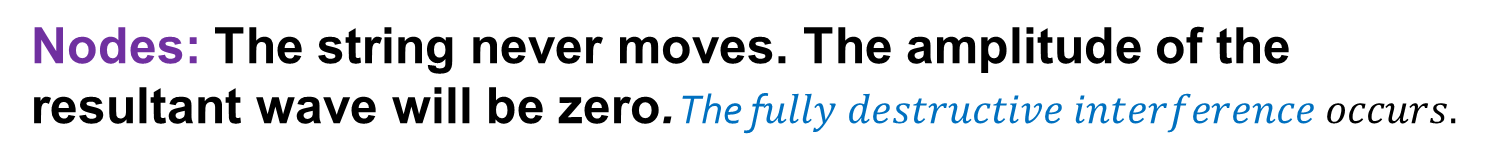 Nodes: The string never moves. The amplitude of the
resultant wave will be zero. The fully destructive interference occurs.